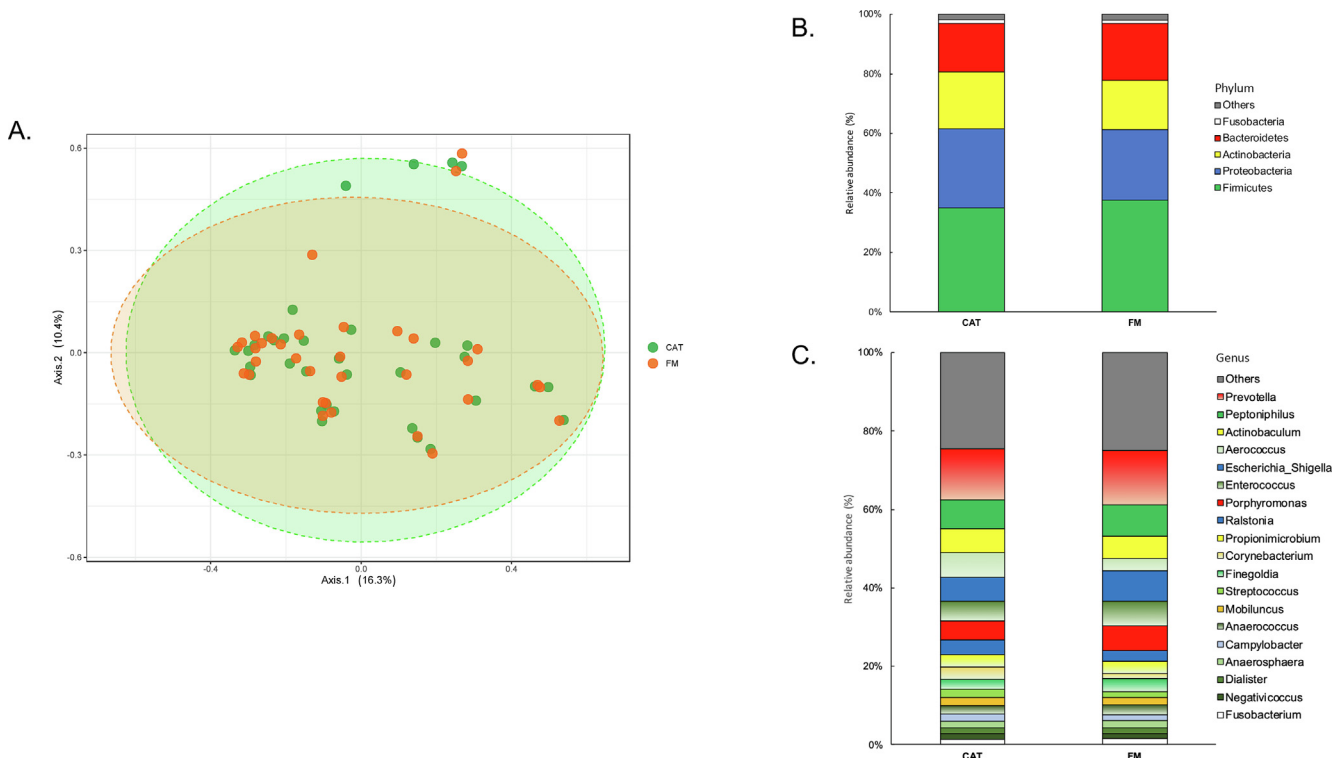 A.
0.6
0.3
0.0
-0.3
-0.6
Axis.2 (10.4%)
-0.4
0.0
0.4
Axis.1 (16.3%)
CAT
FM
B.
100%
80%
60%
40%
20%
0%
Relative abundance (%)
CAT
FM
Phylum
Others
Fusobacteria
Bacteroidetes
Actinobacteria
Proteobacteria
Firmicutes
C.
100%
80%
60%
40%
20%
0%
Relative abundance (%)
CAT
FM
Genus
Others
Prevotella
Peptoniphilus
Actinobaculum
Aerococcus
Escherichia_Shigella
Enterococcus
Porphyromonas
Ralstonia
Propionimicrobium
Corynebacterium
Finegoldia
Streptococcus
Mobiluncus
Anaerococcus
Campylobacter
Anaerosphaera
Dialister
Negativicoccus
Fusobacterium